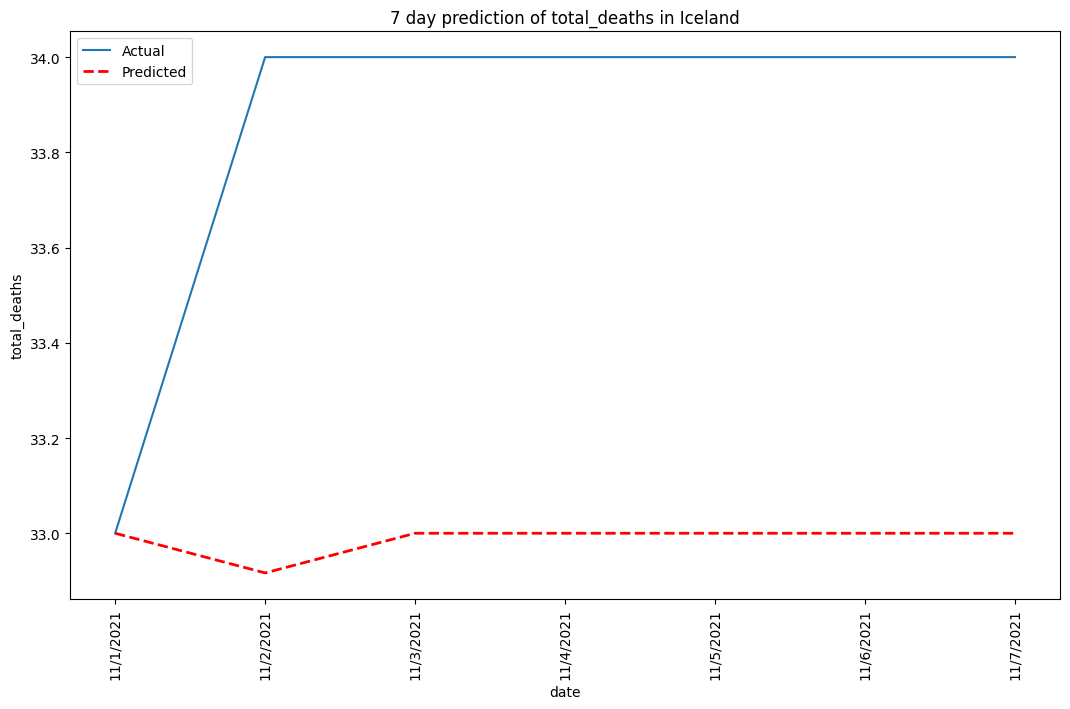 7 day prediction of total_deaths in Iceland
Actual
Predicted
34.0
33.8
33.6
33.4
33.2
33.0
total_deaths
11/1/2021
11/2/2021
11/3/2021
11/4/2021
11/5/2021
11/6/2021
11/7/2021
date